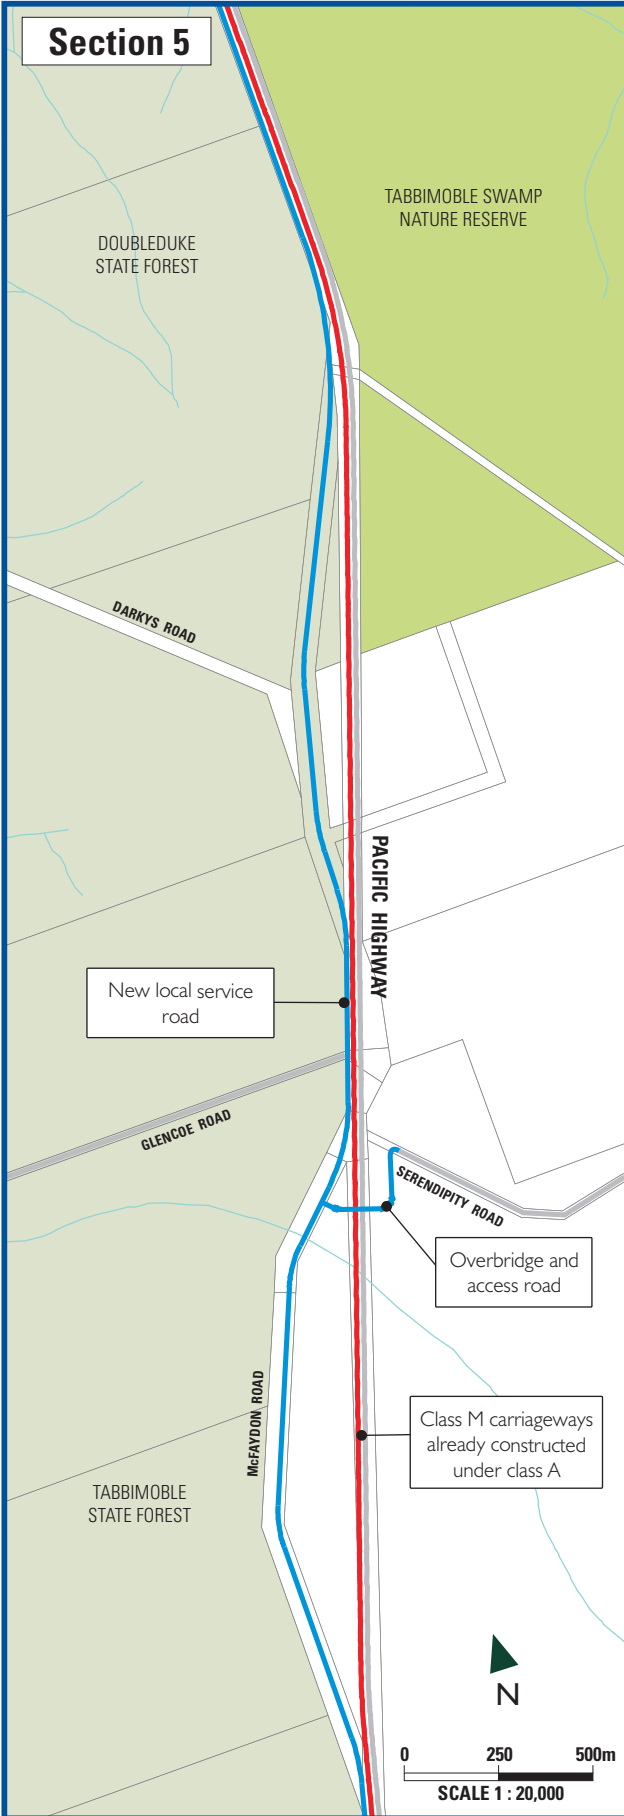 Section 5
TABBIMOBLE SWAMP
NATURE RESERVE
DOUBLEDUKE
STATE FOREST
DARKYS ROAD
PACIFIC HIGHWAY
New local service
road
GLENCOE ROAD
SERENDIPITY ROAD
Overbridge and
access road
McFAYDON ROAD
Class M carriageways
already constructed
under class A
TABBIMOBLE
STATE FOREST
N
0 250 500m
SCALE 1 : 20,000